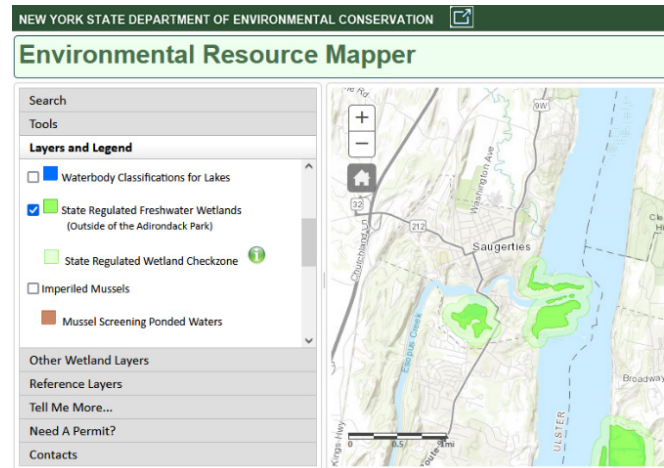 NEW YORK STATE DEPARTMENT OF ENVIRONMENTAL CONSERVATION
Environmental Resource Mapper
Search
Tools
Layers and Legend
Waterbody Classifications for Lakes
State Regulated Freshwater Wetlands
(Outside of the Adirondack Park)
State Regulated Wetland Checkzone
Imperiled Mussels
Mussel Screening Ponded Waters
Other Wetland Layers
Reference Layers
Tell Me More...
Need A Permit?
Contacts
+
−
9W
Washington Ave
32
212
Churchland Ln
Saugerties
Esopus Creek
Broadway
ULSTER
Kings Hwy
Route
0 0.5